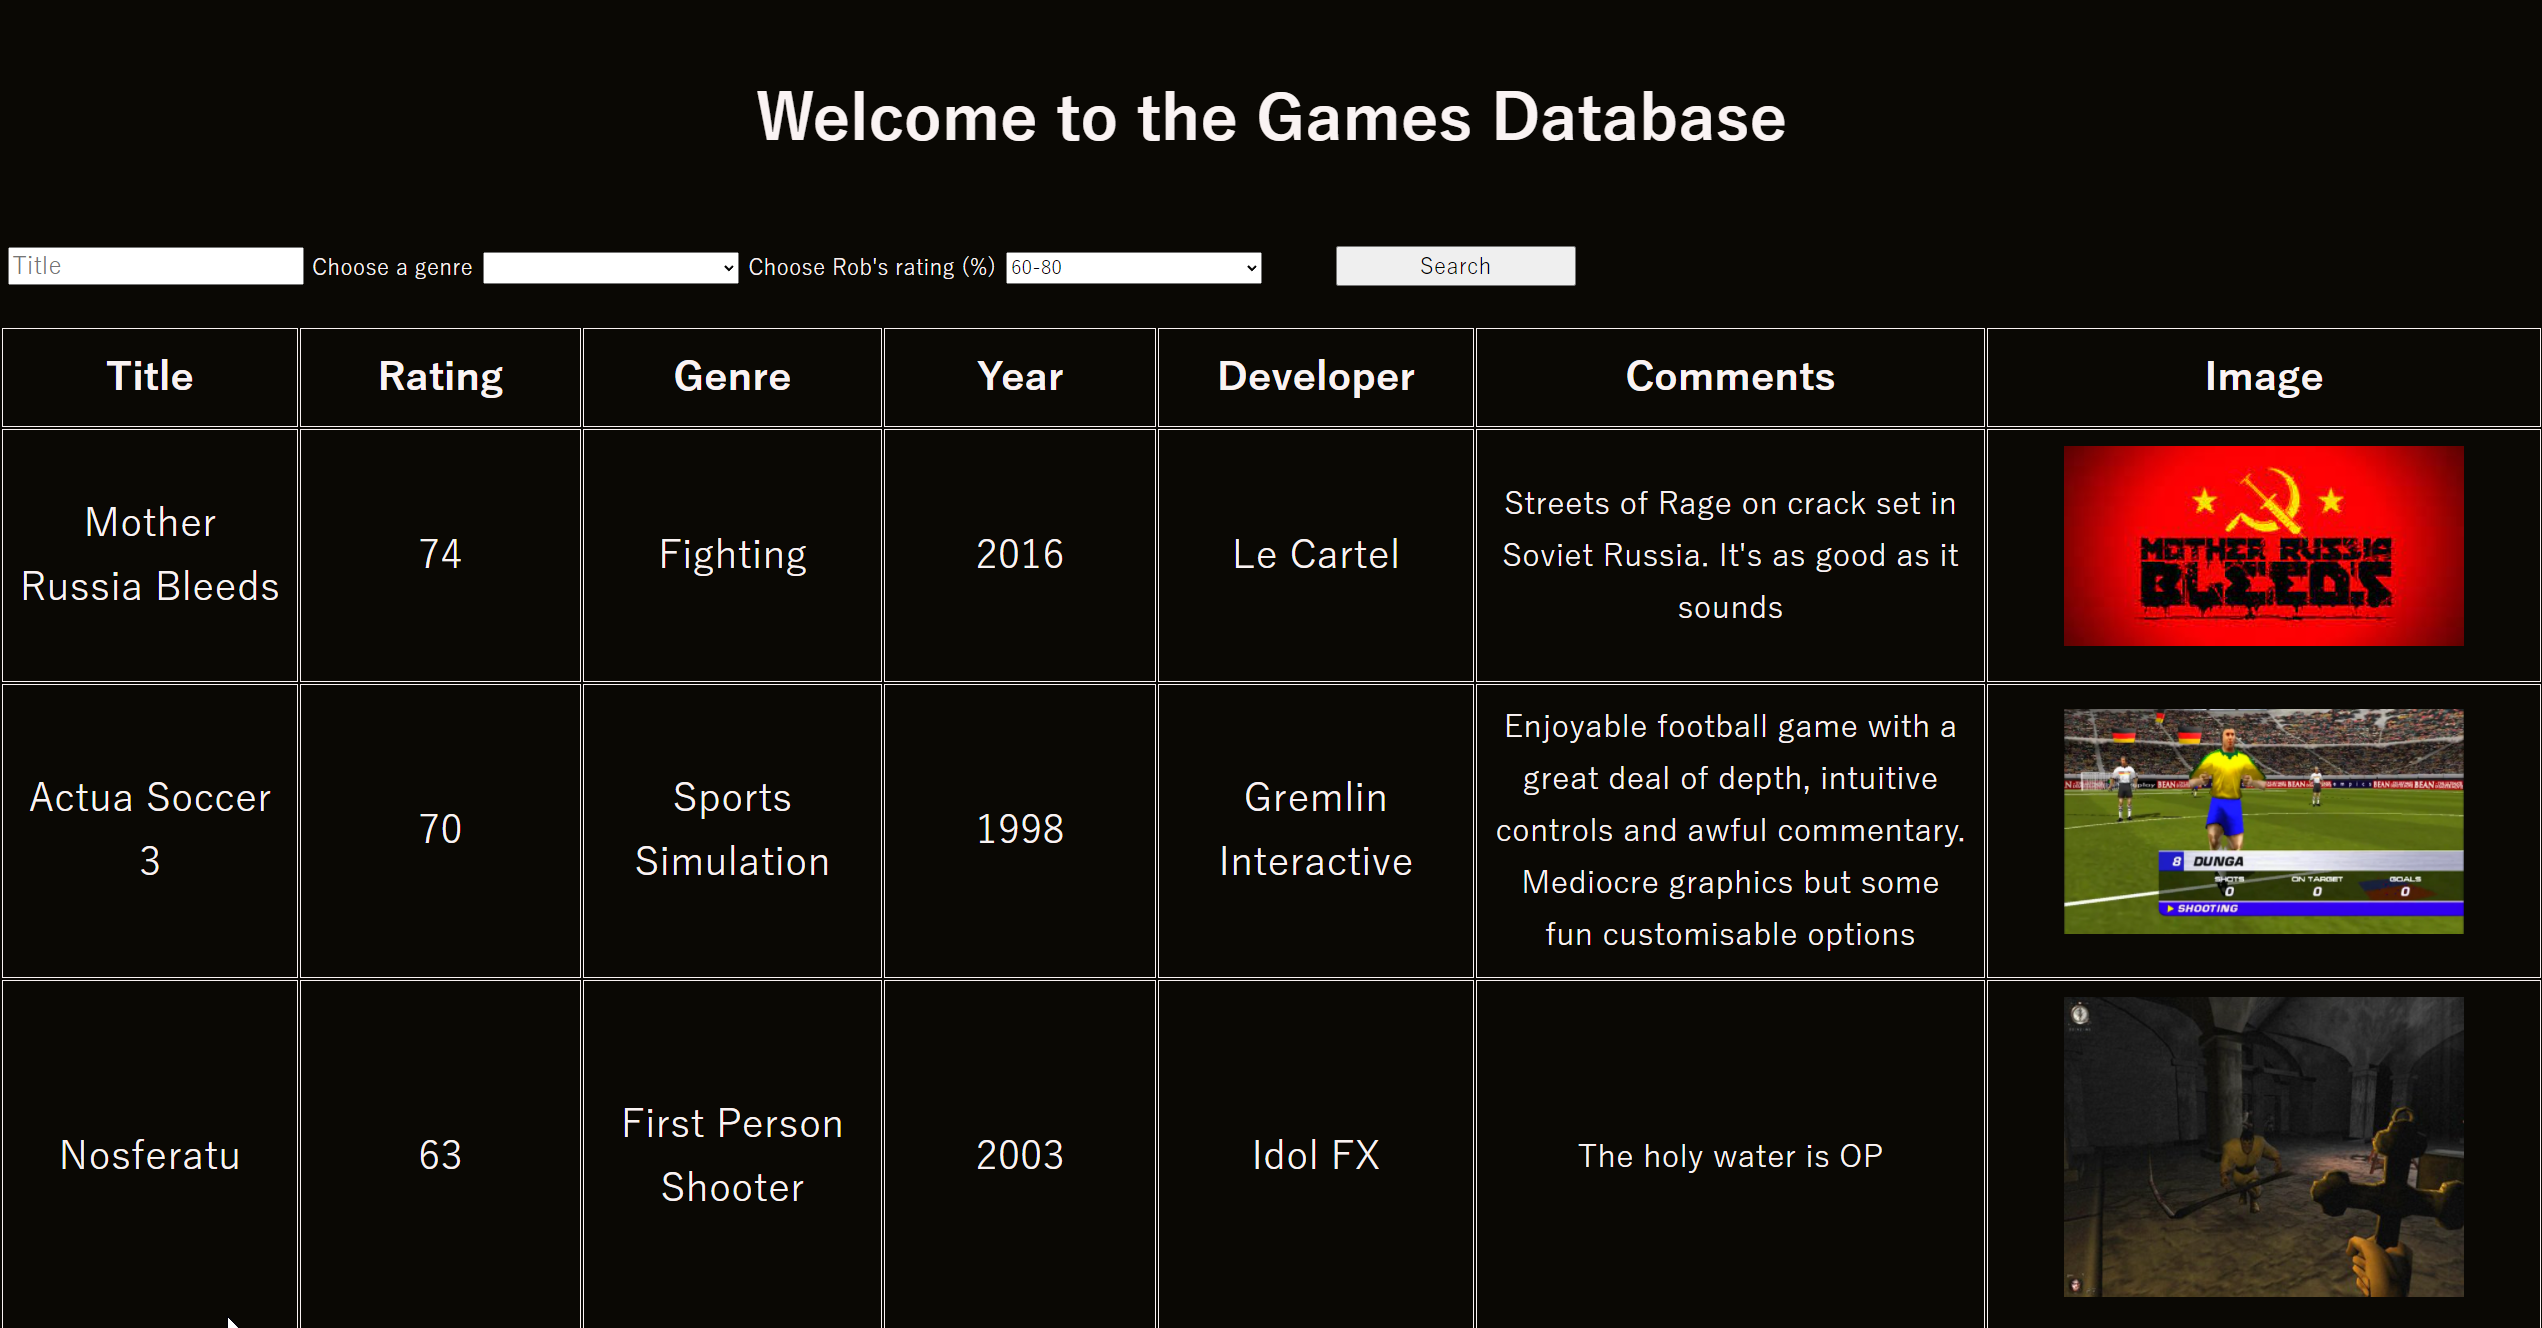 Welcome to the Games Database
Title Choose a genre Choose Rob's rating (%) 60-80 Search
Title Rating Genre Year Developer Comments Image
Mother
Russia Bleeds
74
Fighting
2016
Le Cartel
Streets of Rage on crack set in
Soviet Russia. It's as good as it
sounds
MOTHER RUSSIA
BLEEDS
Actua Soccer
3
70
Sports
Simulation
1998
Gremlin
Interactive
Enjoyable football game with a
great deal of depth, intuitive
controls and awful commentary.
Mediocre graphics but some
fun customisable options
8 DUNGA
SHOTS ON TARGET GOALS
0 0 0
SHOOTING
Nosferatu
63
First Person
Shooter
2003
Idol FX
The holy water is OP